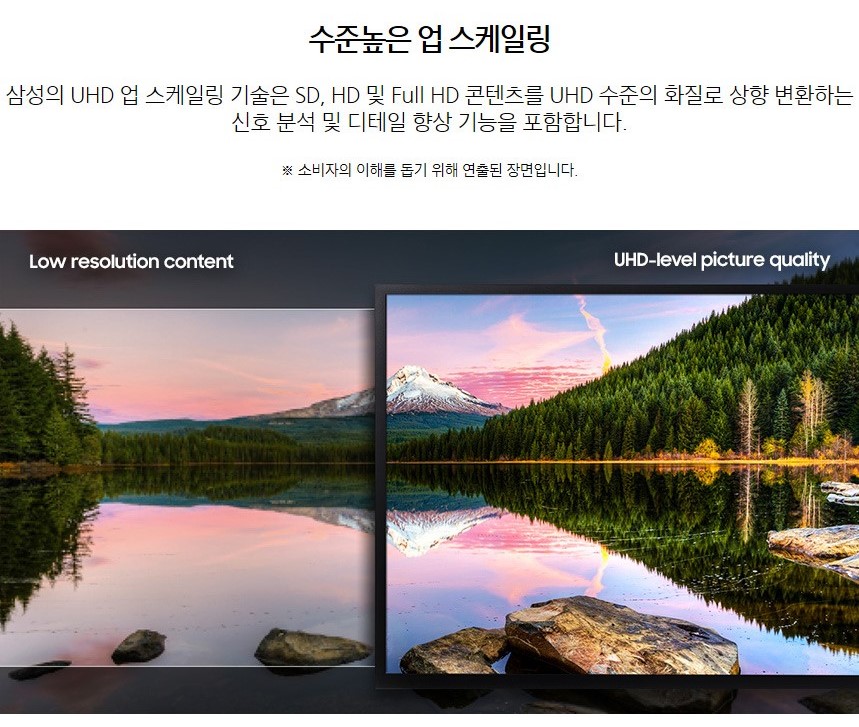 수준높은 업 스케일링
삼성의 UHD 업 스케일링 기술은 SD, HD 및 Full HD 콘텐츠를 UHD 수준의 화질로 상향 변환하는
신호 분석 및 디테일 향상 기능을 포함합니다.
※ 소비자의 이해를 돕기 위해 연출된 장면입니다.
Low resolution content
UHD-level picture quality